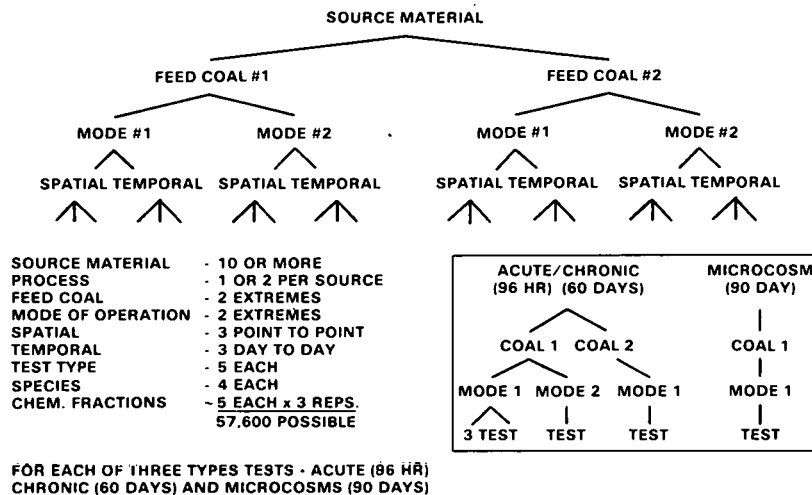 SOURCE MATERIAL
FEED COAL #1
FEED COAL #2
MODE #1
MODE #2
MODE #1
MODE #2
SPATIAL TEMPORAL
SPATIAL TEMPORAL
SPATIAL TEMPORAL
SPATIAL TEMPORAL
SOURCE MATERIAL - 10 OR MORE
PROCESS - 1 OR 2 PER SOURCE
FEED COAL - 2 EXTREMES
MODE OF OPERATION - 2 EXTREMES
SPATIAL - 3 POINT TO POINT
TEMPORAL - 3 DAY TO DAY
TEST TYPE - 5 EACH
SPECIES - 4 EACH
CHEM. FRACTIONS ~ 5 EACH x 3 REPS.
57,600 POSSIBLE
FOR EACH OF THREE TYPES TESTS - ACUTE (96 HR)
CHRONIC (60 DAYS) AND MICROCOSMS (90 DAYS)
ACUTE/CHRONIC
(96 HR) (60 DAYS)
MICROCOSM
(90 DAY)
COAL 1 COAL 2
COAL 1
MODE 1 MODE 2 MODE 1
MODE 1
3 TEST TEST TEST
TEST